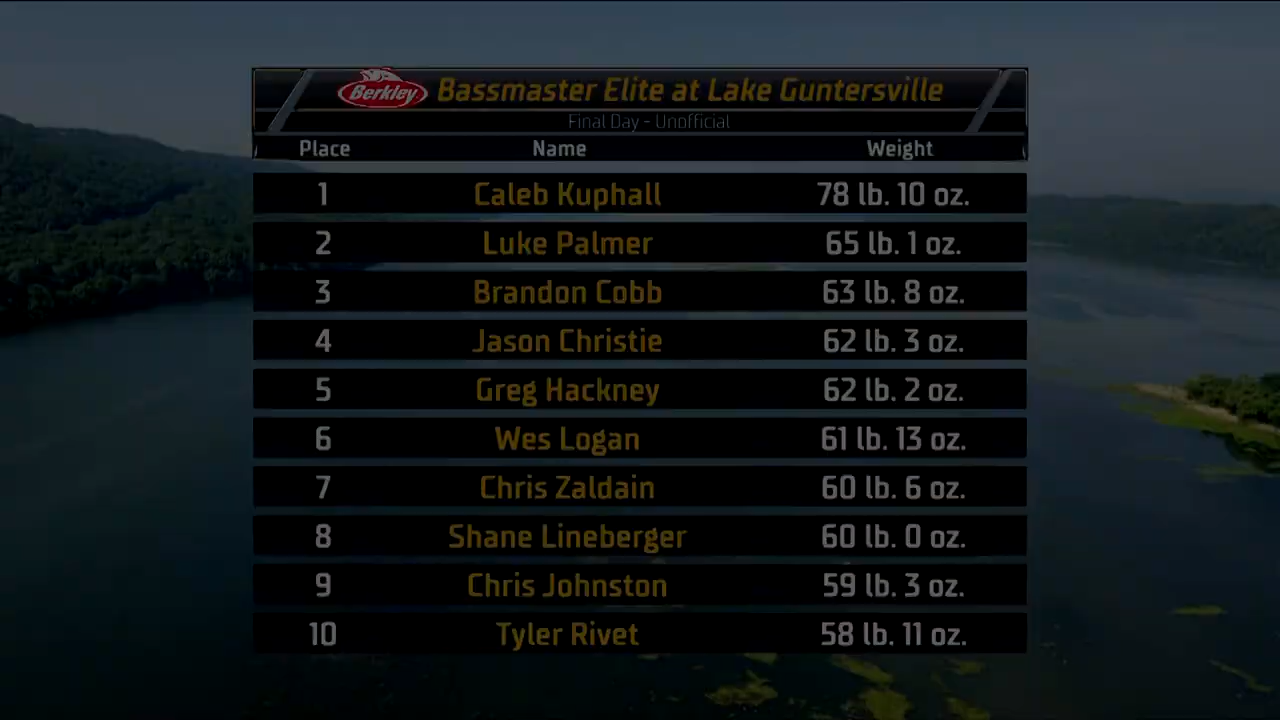 Berkley Bassmaster Elite at Lake Guntersville
Final Day - Unofficial
Place Name Weight
1 Caleb Kuphall 78 lb. 10 oz.
2 Luke Palmer 65 lb. 1 oz.
3 Brandon Cobb 63 lb. 8 oz.
4 Jason Christie 62 lb. 3 oz.
5 Greg Hackney 62 lb. 2 oz.
6 Wes Logan 61 lb. 13 oz.
7 Chris Zaldain 60 lb. 6 oz.
8 Shane Lineberger 60 lb. 0 oz.
9 Chris Johnston 59 lb. 3 oz.
10 Tyler Rivet 58 lb. 11 oz.